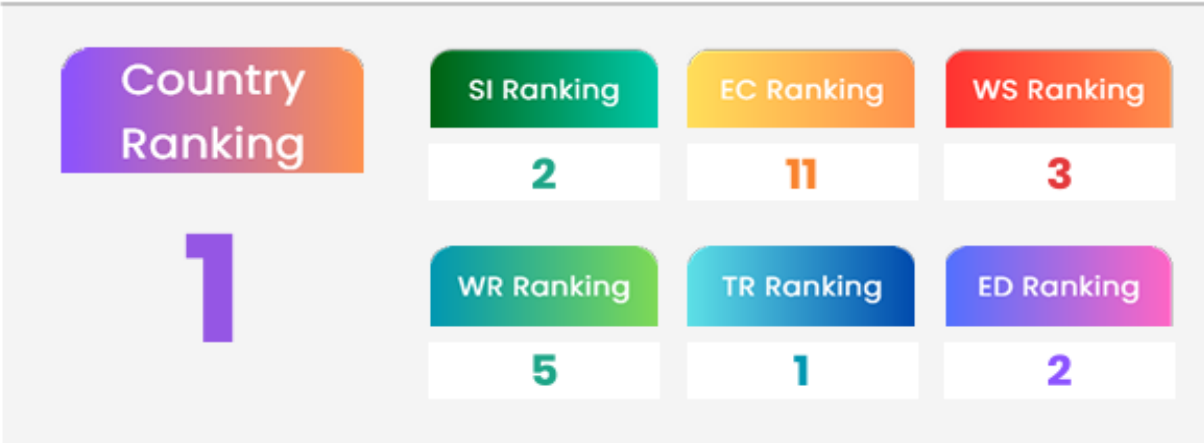 Country
Ranking
1
SI Ranking
2
EC Ranking
11
WS Ranking
3
WR Ranking
5
TR Ranking
1
ED Ranking
2